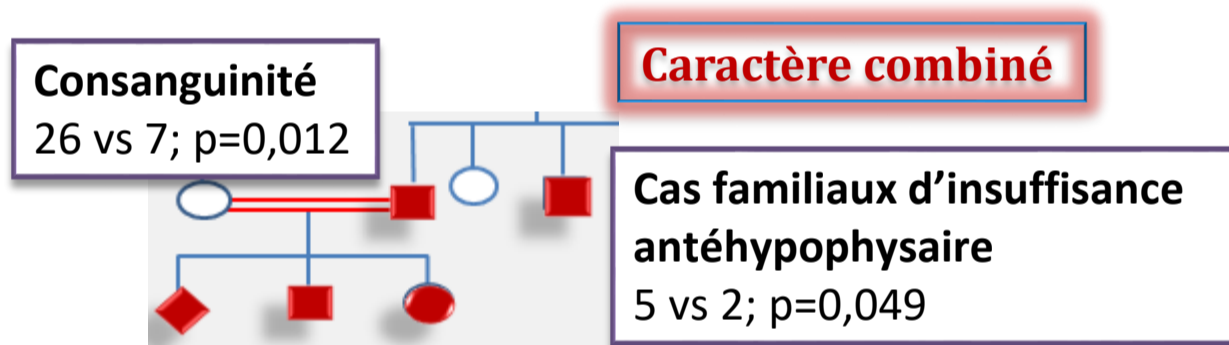 Caractère combiné
Consanguinité
26 vs 7; p=0,012
Cas familiaux d’insuffisance
antéhypophysaire
5 vs 2; p=0,049